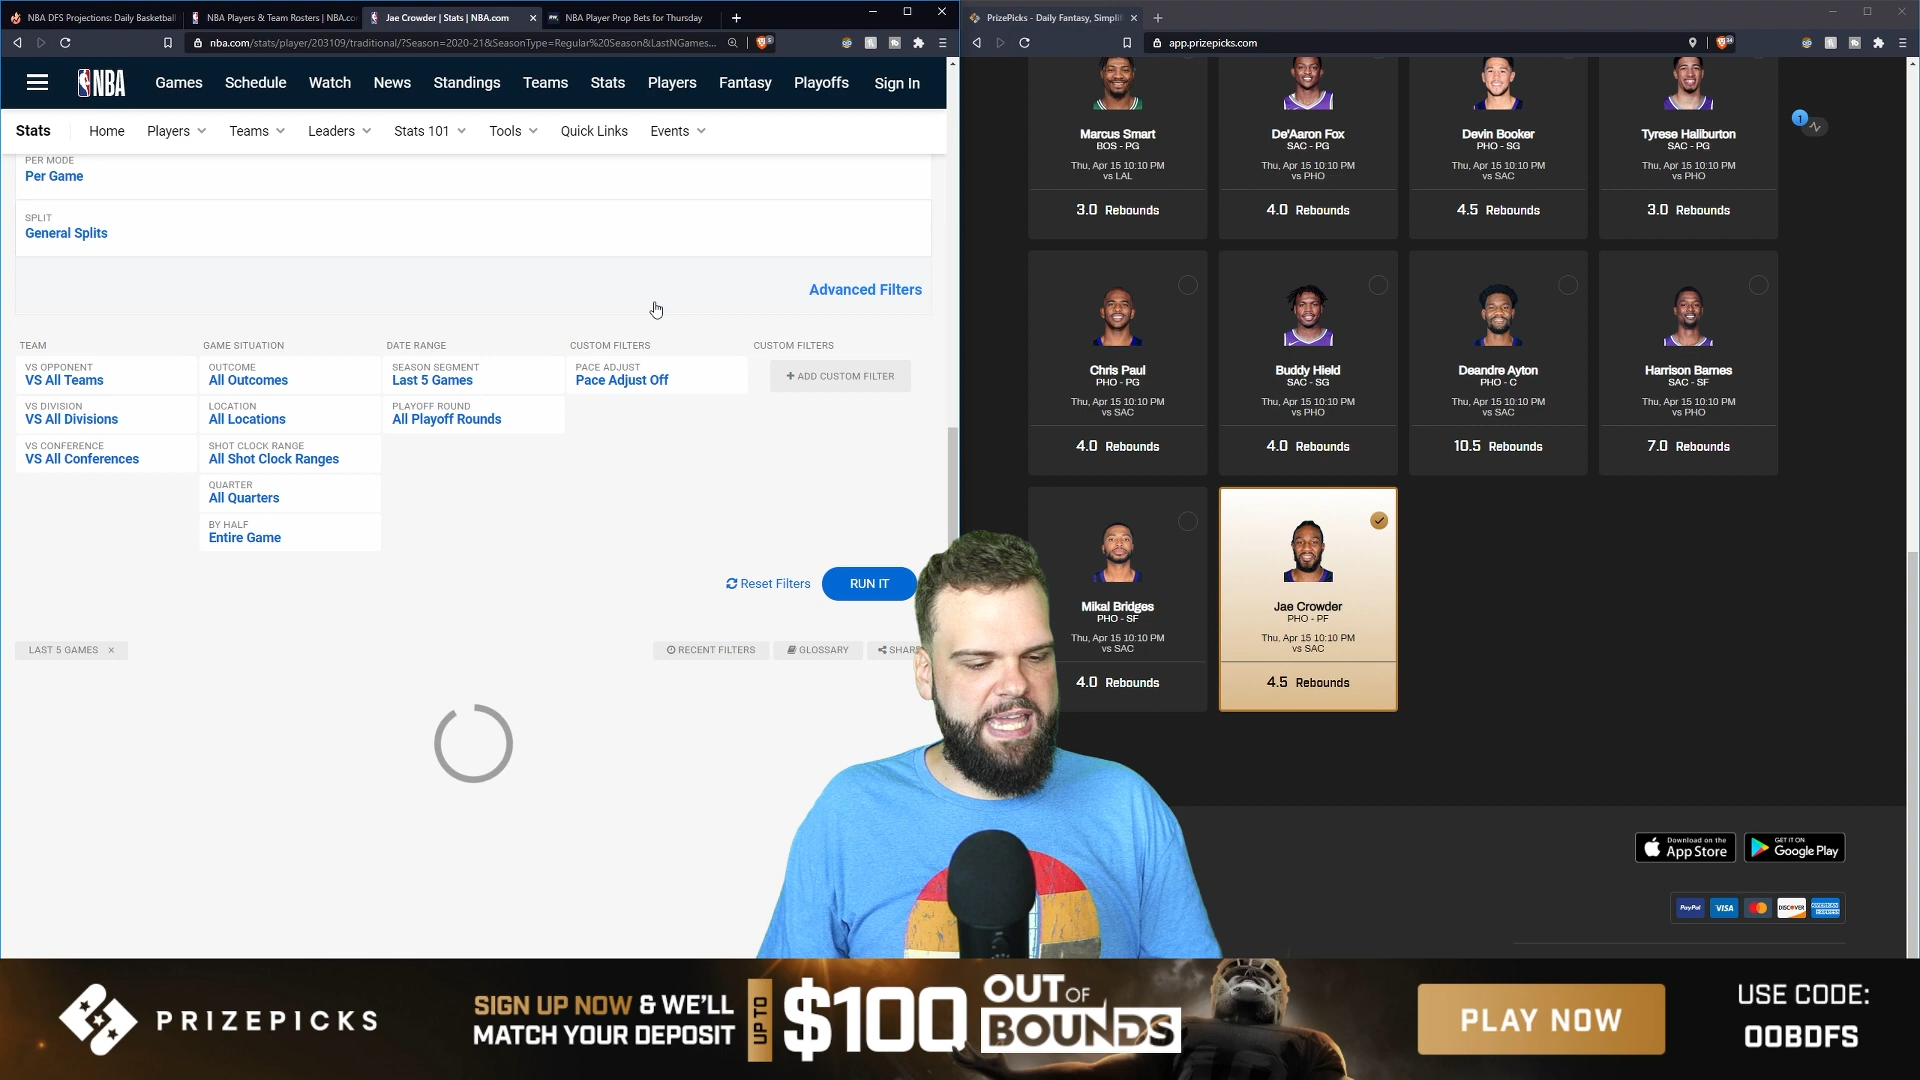 NBA DFS Projections: Daily Basketball
NBA Players & Team Rosters | NBA.co
Jae Crowder | Stats | NBA.com
NBA Player Prop Bets for Thursday
nba.com/stats/player/203109/traditional/?Season=2020-21&SeasonType=Regular%20Season&LastNGames...
NBA
Games
Schedule
Watch
News
Standings
Teams
Stats
Players
Fantasy
Playoffs
Sign In
Stats
Home
Players
Teams
Leaders
Stats 101
Tools
Quick Links
Events
PER MODE
Per Game
SPLIT
General Splits
Advanced Filters
TEAM
VS OPPONENT
VS All Teams
VS DIVISION
VS All Divisions
VS CONFERENCE
VS All Conferences
GAME SITUATION
OUTCOME
All Outcomes
LOCATION
All Locations
SHOT CLOCK RANGE
All Shot Clock Ranges
QUARTER
All Quarters
BY HALF
Entire Game
DATE RANGE
SEASON SEGMENT
Last 5 Games
PLAYOFF ROUND
All Playoff Rounds
CUSTOM FILTERS
PACE ADJUST
Pace Adjust Off
CUSTOM FILTERS
+ ADD CUSTOM FILTER
Reset Filters
RUN IT
LAST 5 GAMES ×
RECENT FILTERS
GLOSSARY
SHARE
PrizePicks - Daily Fantasy, Simpli
app.prizepicks.com
1
Marcus Smart
BOS - PG
Thu, Apr 15 10:10 PM
vs LAL
3.0 Rebounds
De'Aaron Fox
SAC - PG
Thu, Apr 15 10:10 PM
vs PHO
4.0 Rebounds
Devin Booker
PHO - SG
Thu, Apr 15 10:10 PM
vs SAC
4.5 Rebounds
Tyrese Haliburton
SAC - PG
Thu, Apr 15 10:10 PM
vs PHO
3.0 Rebounds
Chris Paul
PHO - PG
Thu, Apr 15 10:10 PM
vs SAC
4.0 Rebounds
Buddy Hield
SAC - SG
Thu, Apr 15 10:10 PM
vs PHO
4.0 Rebounds
Deandre Ayton
PHO - C
Thu, Apr 15 10:10 PM
vs SAC
10.5 Rebounds
Harrison Barnes
SAC - SF
Thu, Apr 15 10:10 PM
vs PHO
7.0 Rebounds
Mikal Bridges
PHO - SF
Thu, Apr 15 10:10 PM
vs SAC
4.0 Rebounds
Jae Crowder
PHO - PF
Thu, Apr 15 10:10 PM
vs SAC
4.5 Rebounds
Download on the
App Store
GET IT ON
Google Play
PayPal
VISA
DISCOVER
AMERICAN EXPRESS
PRIZEPICKS
SIGN UP NOW & WE'LL
MATCH YOUR DEPOSIT
UP TO
$100
OUT OF
BOUNDS
PLAY NOW
USE CODE:
OOBDFS